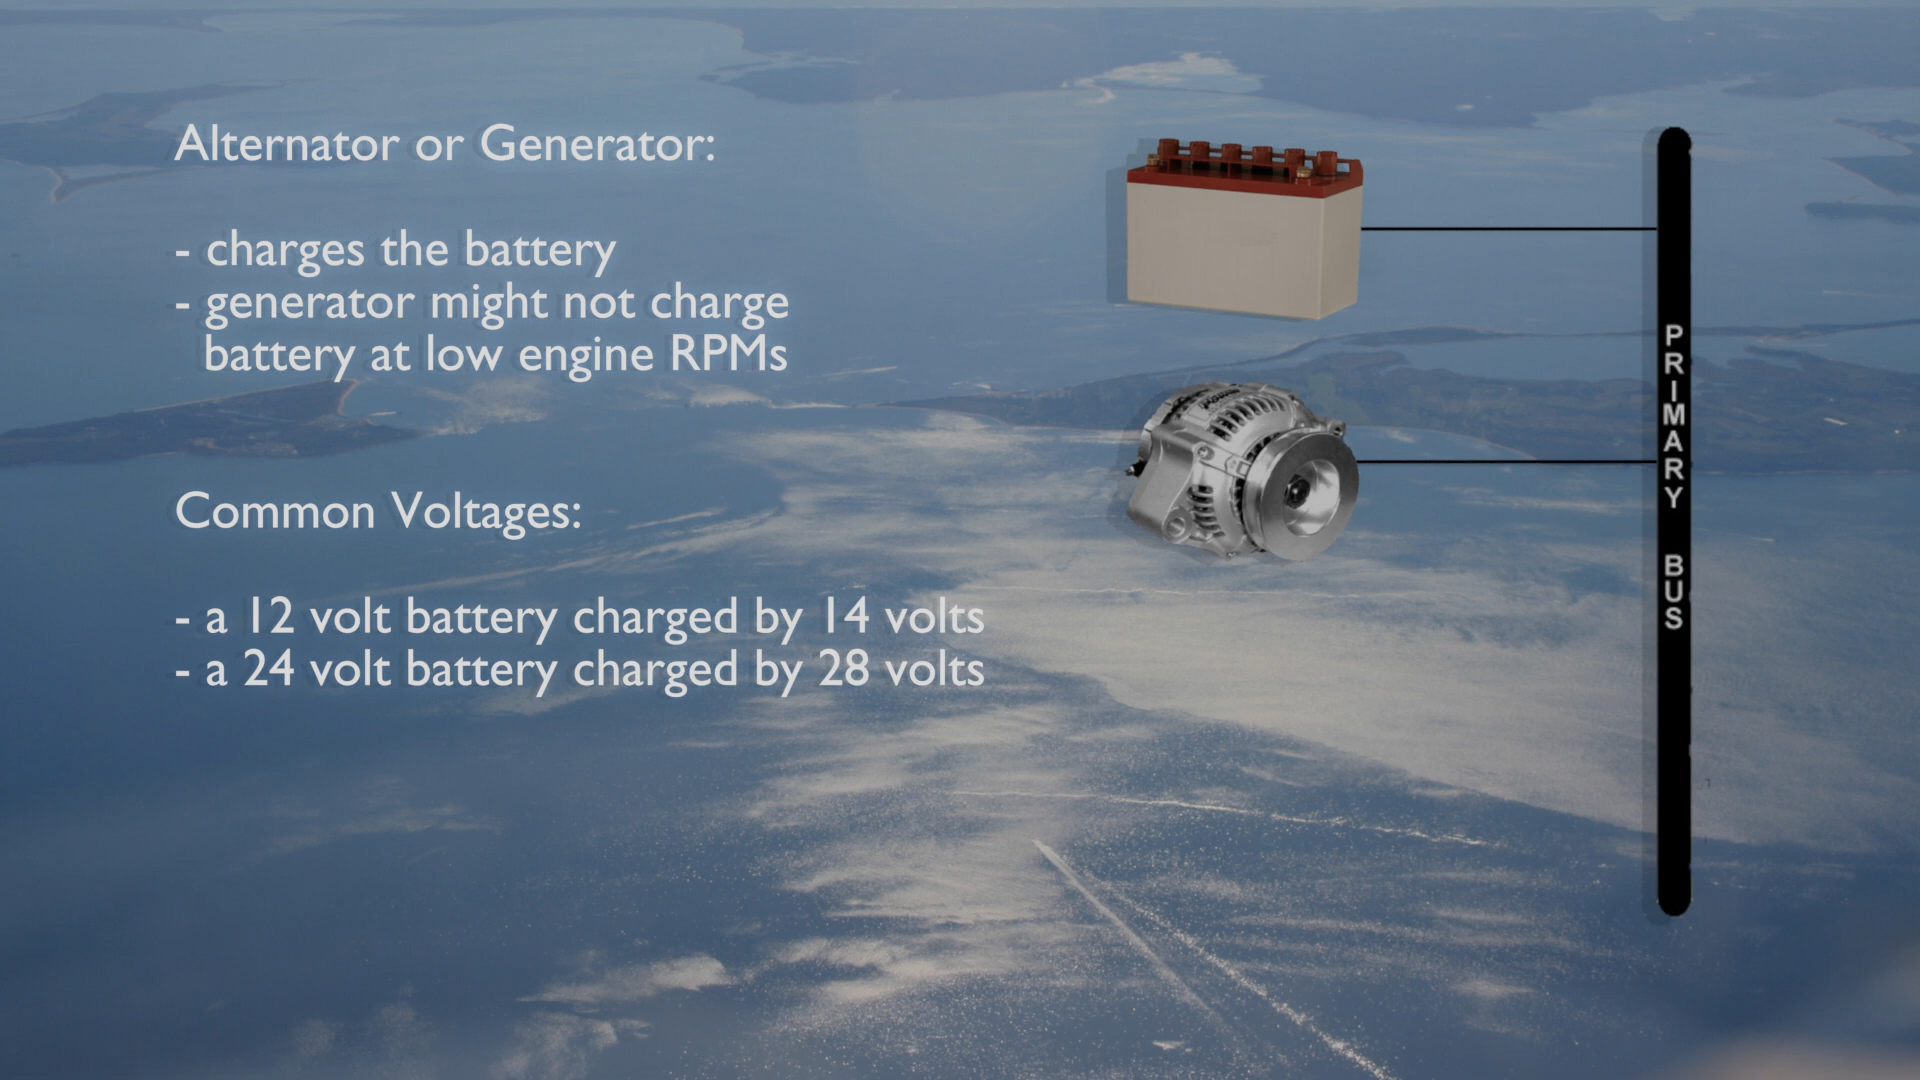 Alternator or Generator:
- charges the battery
- generator might not charge
battery at low engine RPMs
Common Voltages:
- a 12 volt battery charged by 14 volts
- a 24 volt battery charged by 28 volts
PRIMARY BUS